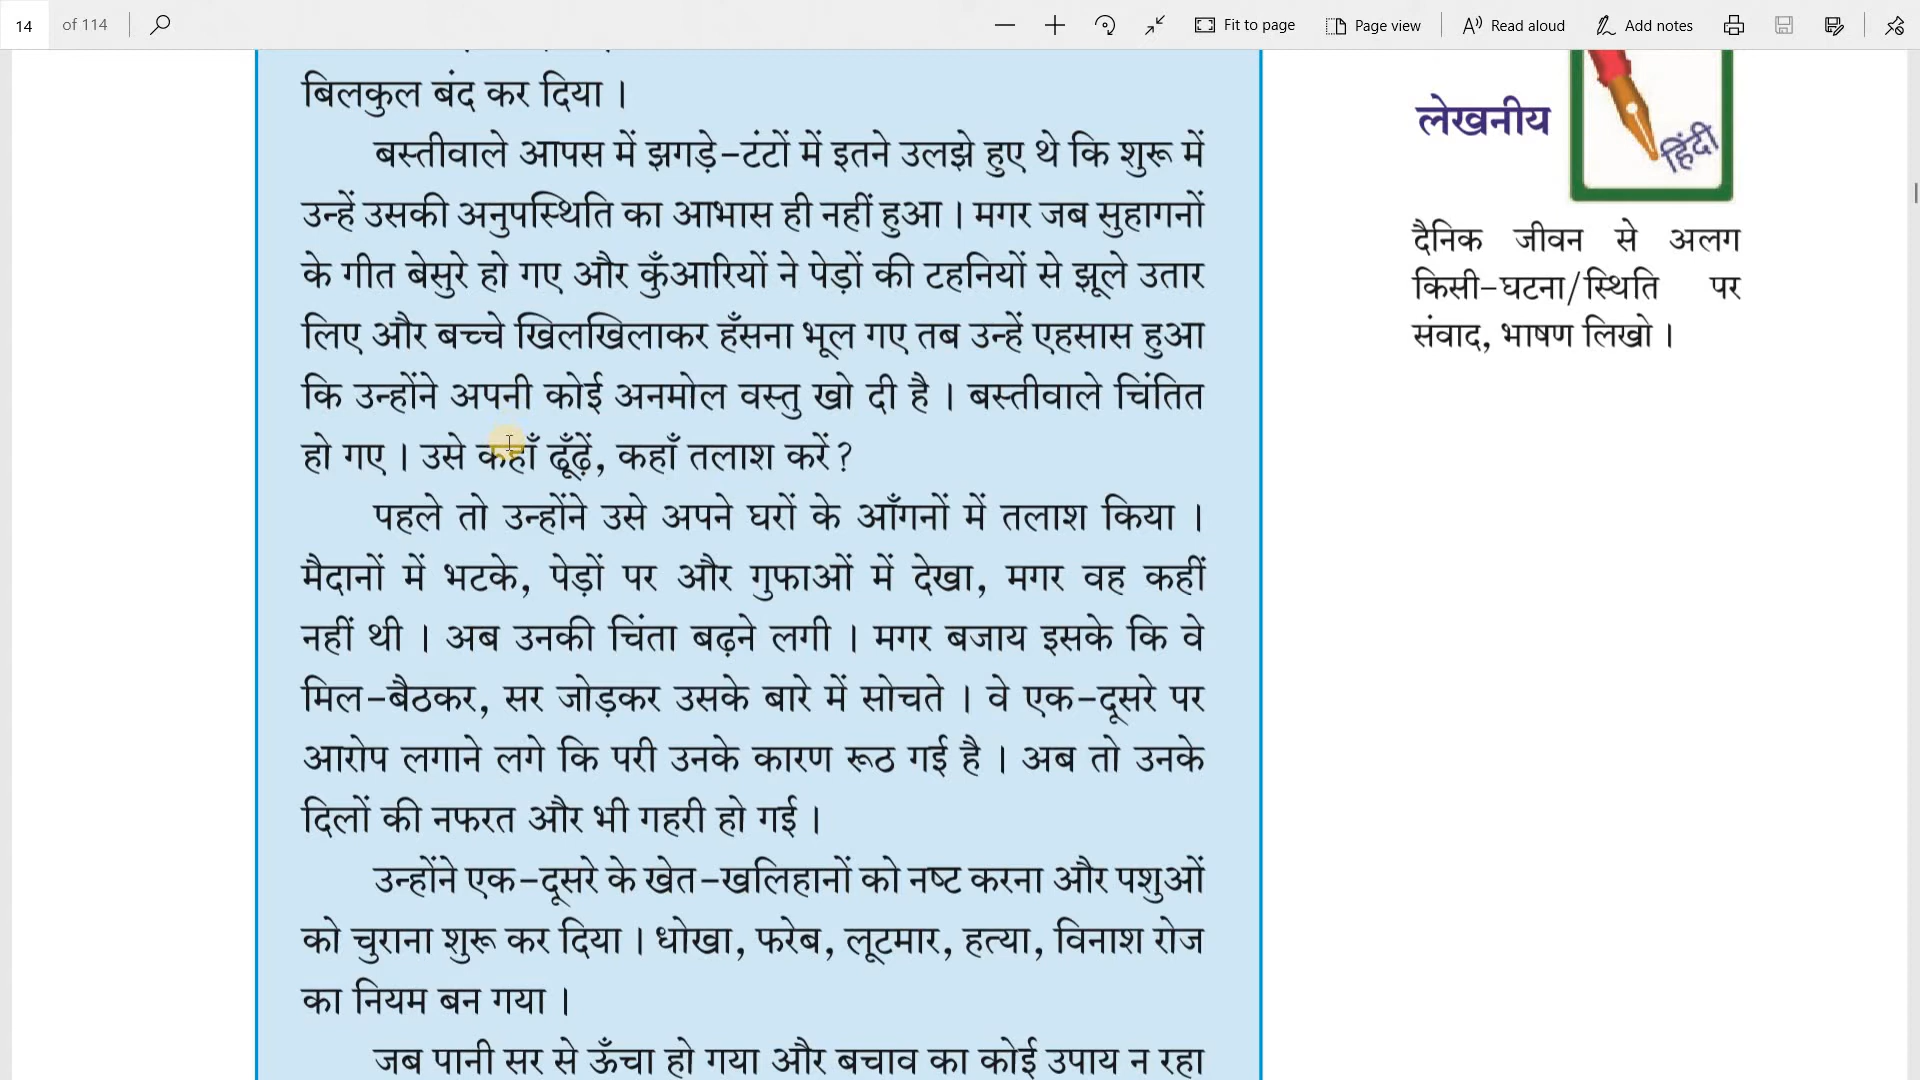 14 of 114 Fit to page Page view Read aloud Add notes
बिलकुल बंद कर दिया ।
बस्तीवाले आपस में झगड़े-टंटों में इतने उलझे हुए थे कि शुरू में
उन्हें उसकी अनुपस्थिति का आभास ही नहीं हुआ । मगर जब सुहागनों
के गीत बेसुरे हो गए और कुँआरियों ने पेड़ों की टहनियों से झूले उतार
लिए और बच्चे खिलखिलाकर हँसना भूल गए तब उन्हें एहसास हुआ
कि उन्होंने अपनी कोई अनमोल वस्तु खो दी है । बस्तीवाले चिंतित
हो गए । उसे कहाँ ढूँढ़ें, कहाँ तलाश करें ?
पहले तो उन्होंने उसे अपने घरों के आँगनों में तलाश किया ।
मैदानों में भटके, पेड़ों पर और गुफाओं में देखा, मगर वह कहीं
नहीं थी । अब उनकी चिंता बढ़ने लगी । मगर बजाय इसके कि वे
मिल-बैठकर, सर जोड़कर उसके बारे में सोचते । वे एक-दूसरे पर
आरोप लगाने लगे कि परी उनके कारण रूठ गई है । अब तो उनके
दिलों की नफरत और भी गहरी हो गई ।
उन्होंने एक-दूसरे के खेत-खलिहानों को नष्ट करना और पशुओं
को चुराना शुरू कर दिया । धोखा, फरेब, लूटमार, हत्या, विनाश रोज
का नियम बन गया ।
जब पानी सर से ऊँचा हो गया और बचाव का कोई उपाय न रहा
लेखनीय
हिंदी
दैनिक जीवन से अलग
किसी-घटना/स्थिति पर
संवाद, भाषण लिखो ।